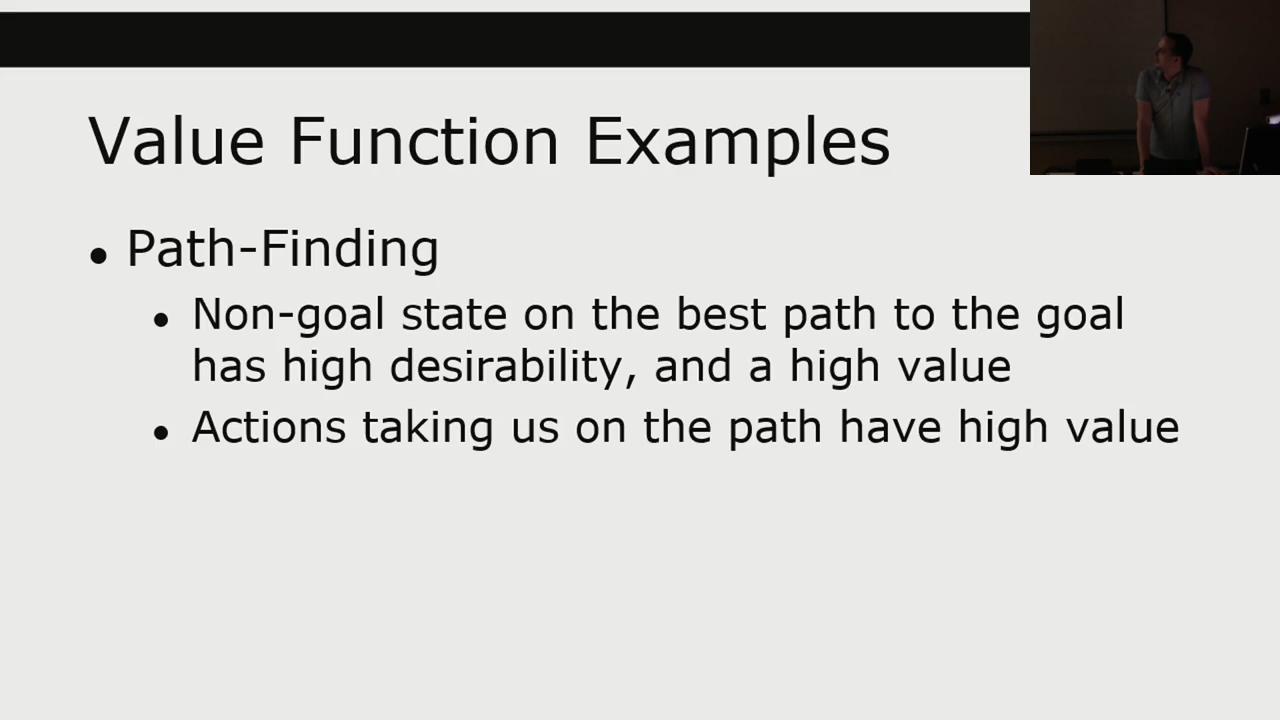 Value Function Examples
• Path-Finding
• Non-goal state on the best path to the goal
has high desirability, and a high value
• Actions taking us on the path have high value